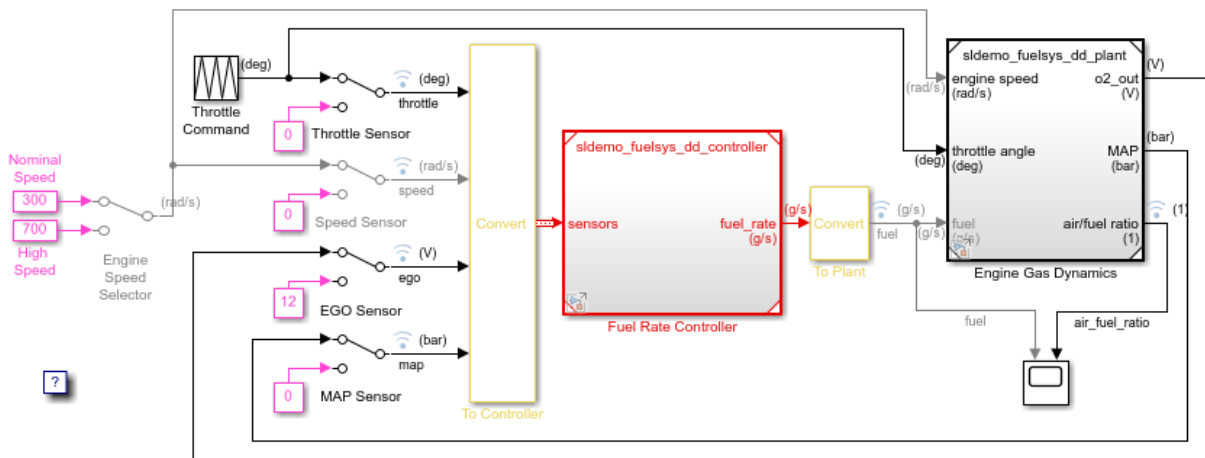 sldemo_fuelsys_dd_plant
(deg)
(V)
engine speed
(rad/s)
(rad/s)
o2_out
(V)
(deg)
throttle
Throttle
Command
0
Throttle Sensor
sldemo_fuelsys_dd_controller
(bar)
(deg)
throttle angle
(deg)
MAP
(bar)
Nominal
Speed
300
(rad/s)
700
High
Speed
Engine
Speed
Selector
(rad/s)
speed
0
Speed Sensor
Convert
To Controller
sensors
fuel_rate
(g/s)
(g/s)
Convert
To Plant
(g/s)
fuel
(g/s)
fuel
(g/s)
air/fuel ratio
(1)
(1)
Engine Gas Dynamics
(V)
ego
12
EGO Sensor
Fuel Rate Controller
fuel
air_fuel_ratio
(bar)
map
0
MAP Sensor
?